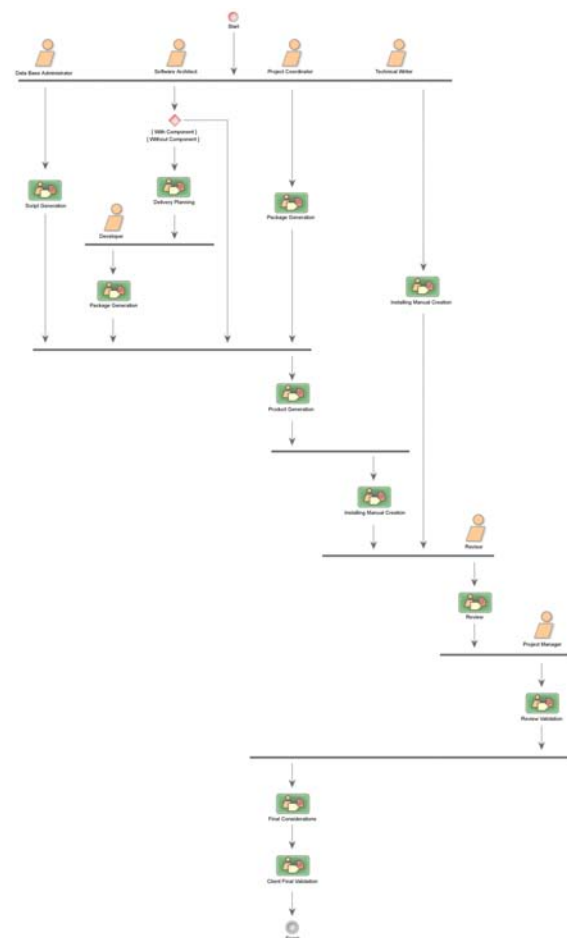 Start
Data Base Administrator
Software Architect
Project Coordinator
Technical Writer
[ With Component ]
[ Without Component ]
Script Generation
Delivery Planning
Package Generation
Developer
Package Generation
Installing Manual Creation
Product Generation
Installing Manual Creation
Revisor
Review
Project Manager
Review Validation
Final Considerations
Client Final Validation